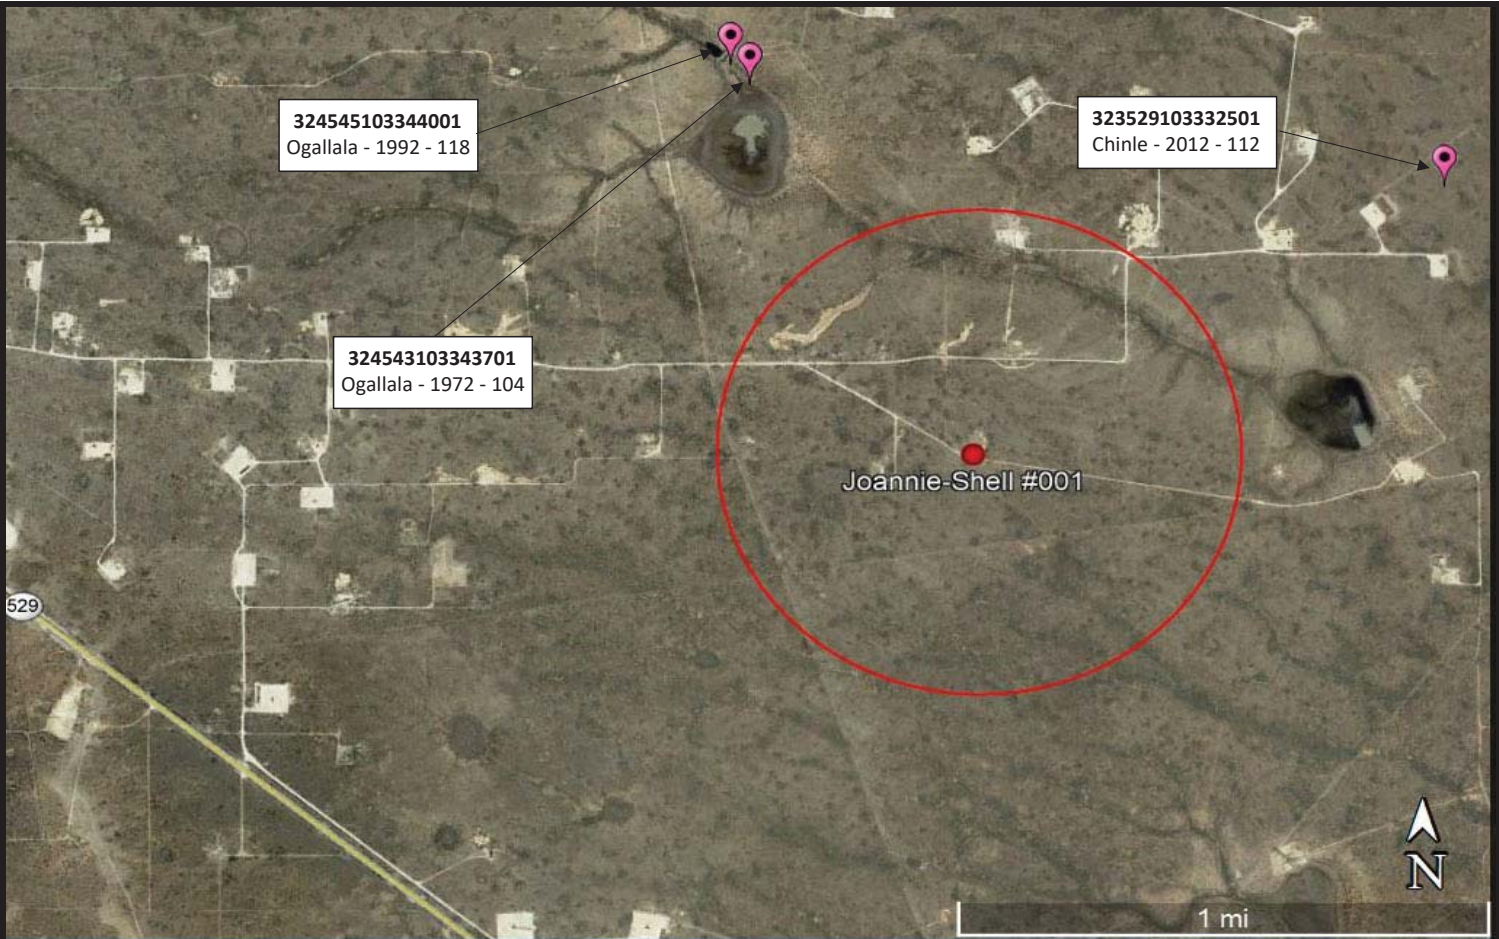 324545103344001
Ogallala - 1992 - 118
323529103332501
Chinle - 2012 - 112
324543103343701
Ogallala - 1972 - 104
Joannie-Shell #001
529
N
1 mi